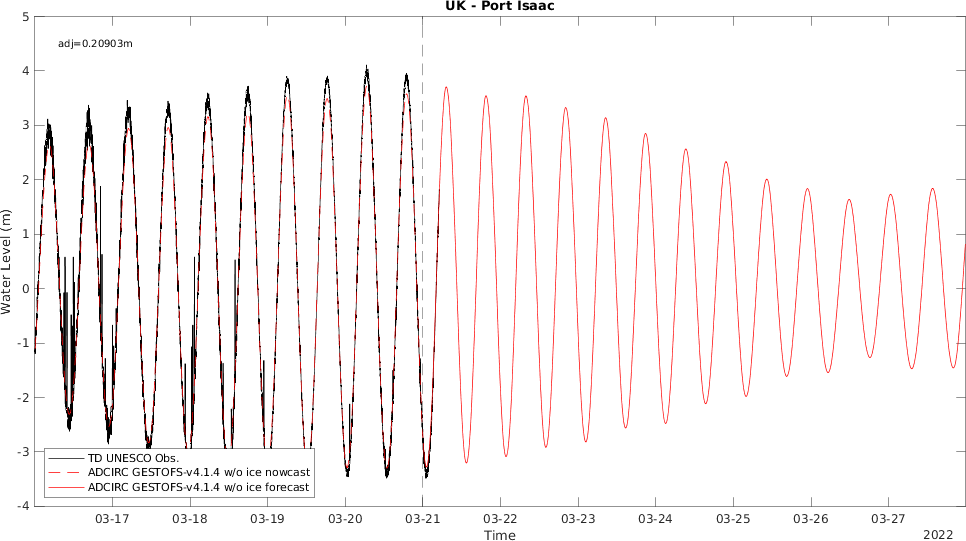 UK - Port Isaac
adj=0.20903m
Water Level (m)
5
4
3
2
1
0
-1
-2
-3
-4
TD UNESCO Obs.
ADCIRC GESTOFS-v4.1.4 w/o ice nowcast
ADCIRC GESTOFS-v4.1.4 w/o ice forecast
03-17 03-18 03-19 03-20 03-21 03-22 03-23 03-24 03-25 03-26 03-27
Time
2022